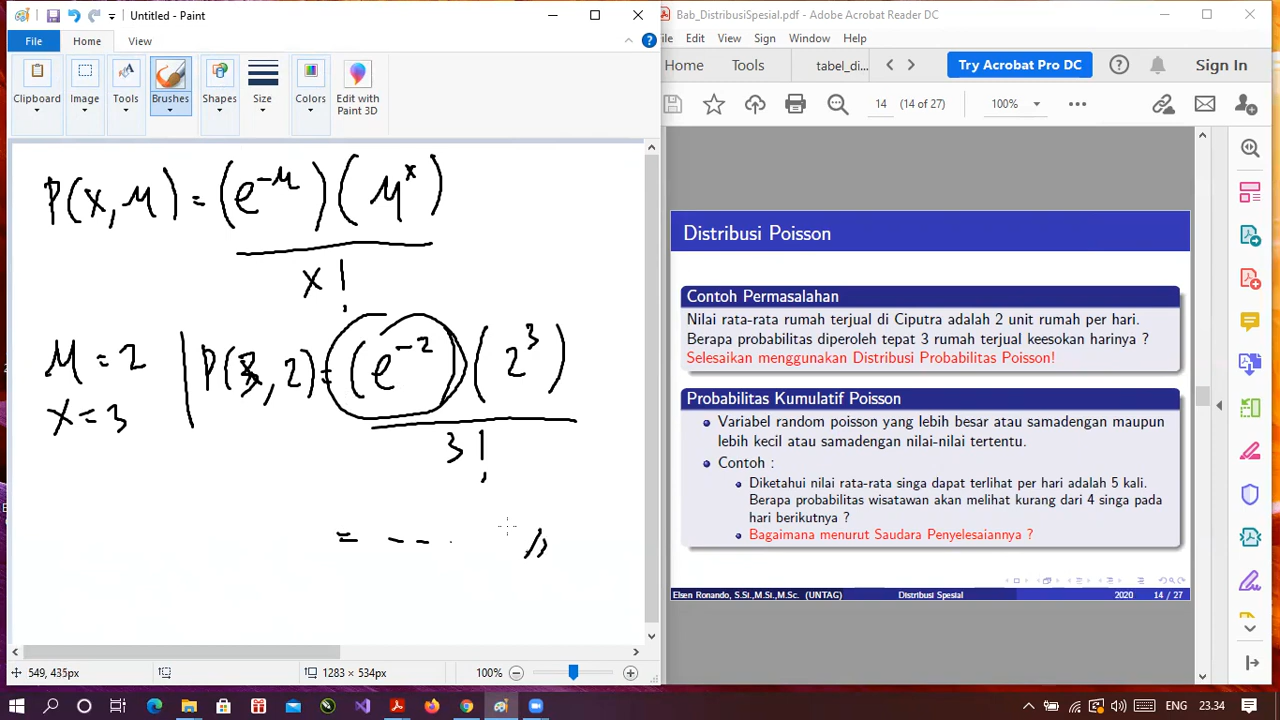 Untitled - Paint
File Home View
Clipboard
Image
Tools
Brushes
Shapes
Size
Colors
Edit with
Paint 3D
P(x, μ) = (e^-μ) (μ^x)
x!
μ = 2
x = 3
P(3, 2) = (e^-2) (2^3)
3!
= -- .
549, 435px
1283 × 534px
100%
Bab_DistribusiSpesial.pdf - Adobe Acrobat Reader DC
File Edit View Sign Window Help
Home Tools tabel_di... Try Acrobat Pro DC Sign In
14 (14 of 27) 100%
Distribusi Poisson
Contoh Permasalahan
Nilai rata-rata rumah terjual di Ciputra adalah 2 unit rumah per hari.
Berapa probabilitas diperoleh tepat 3 rumah terjual keesokan harinya ?
Selesaikan menggunakan Distribusi Probabilitas Poisson!
Probabilitas Kumulatif Poisson
Variabel random poisson yang lebih besar atau samadengan maupun
lebih kecil atau samadengan nilai-nilai tertentu.
Contoh :
Diketahui nilai rata-rata singa dapat terlihat per hari adalah 5 kali.
Berapa probabilitas wisatawan akan melihat kurang dari 4 singa pada
hari berikutnya ?
Bagaimana menurut Saudara Penyelesaiannya ?
Elsen Ronando, S.Si.,M.Si.,M.Sc. (UNTAG) Distribusi Spesial 2020 14 / 27
ENG 23.34